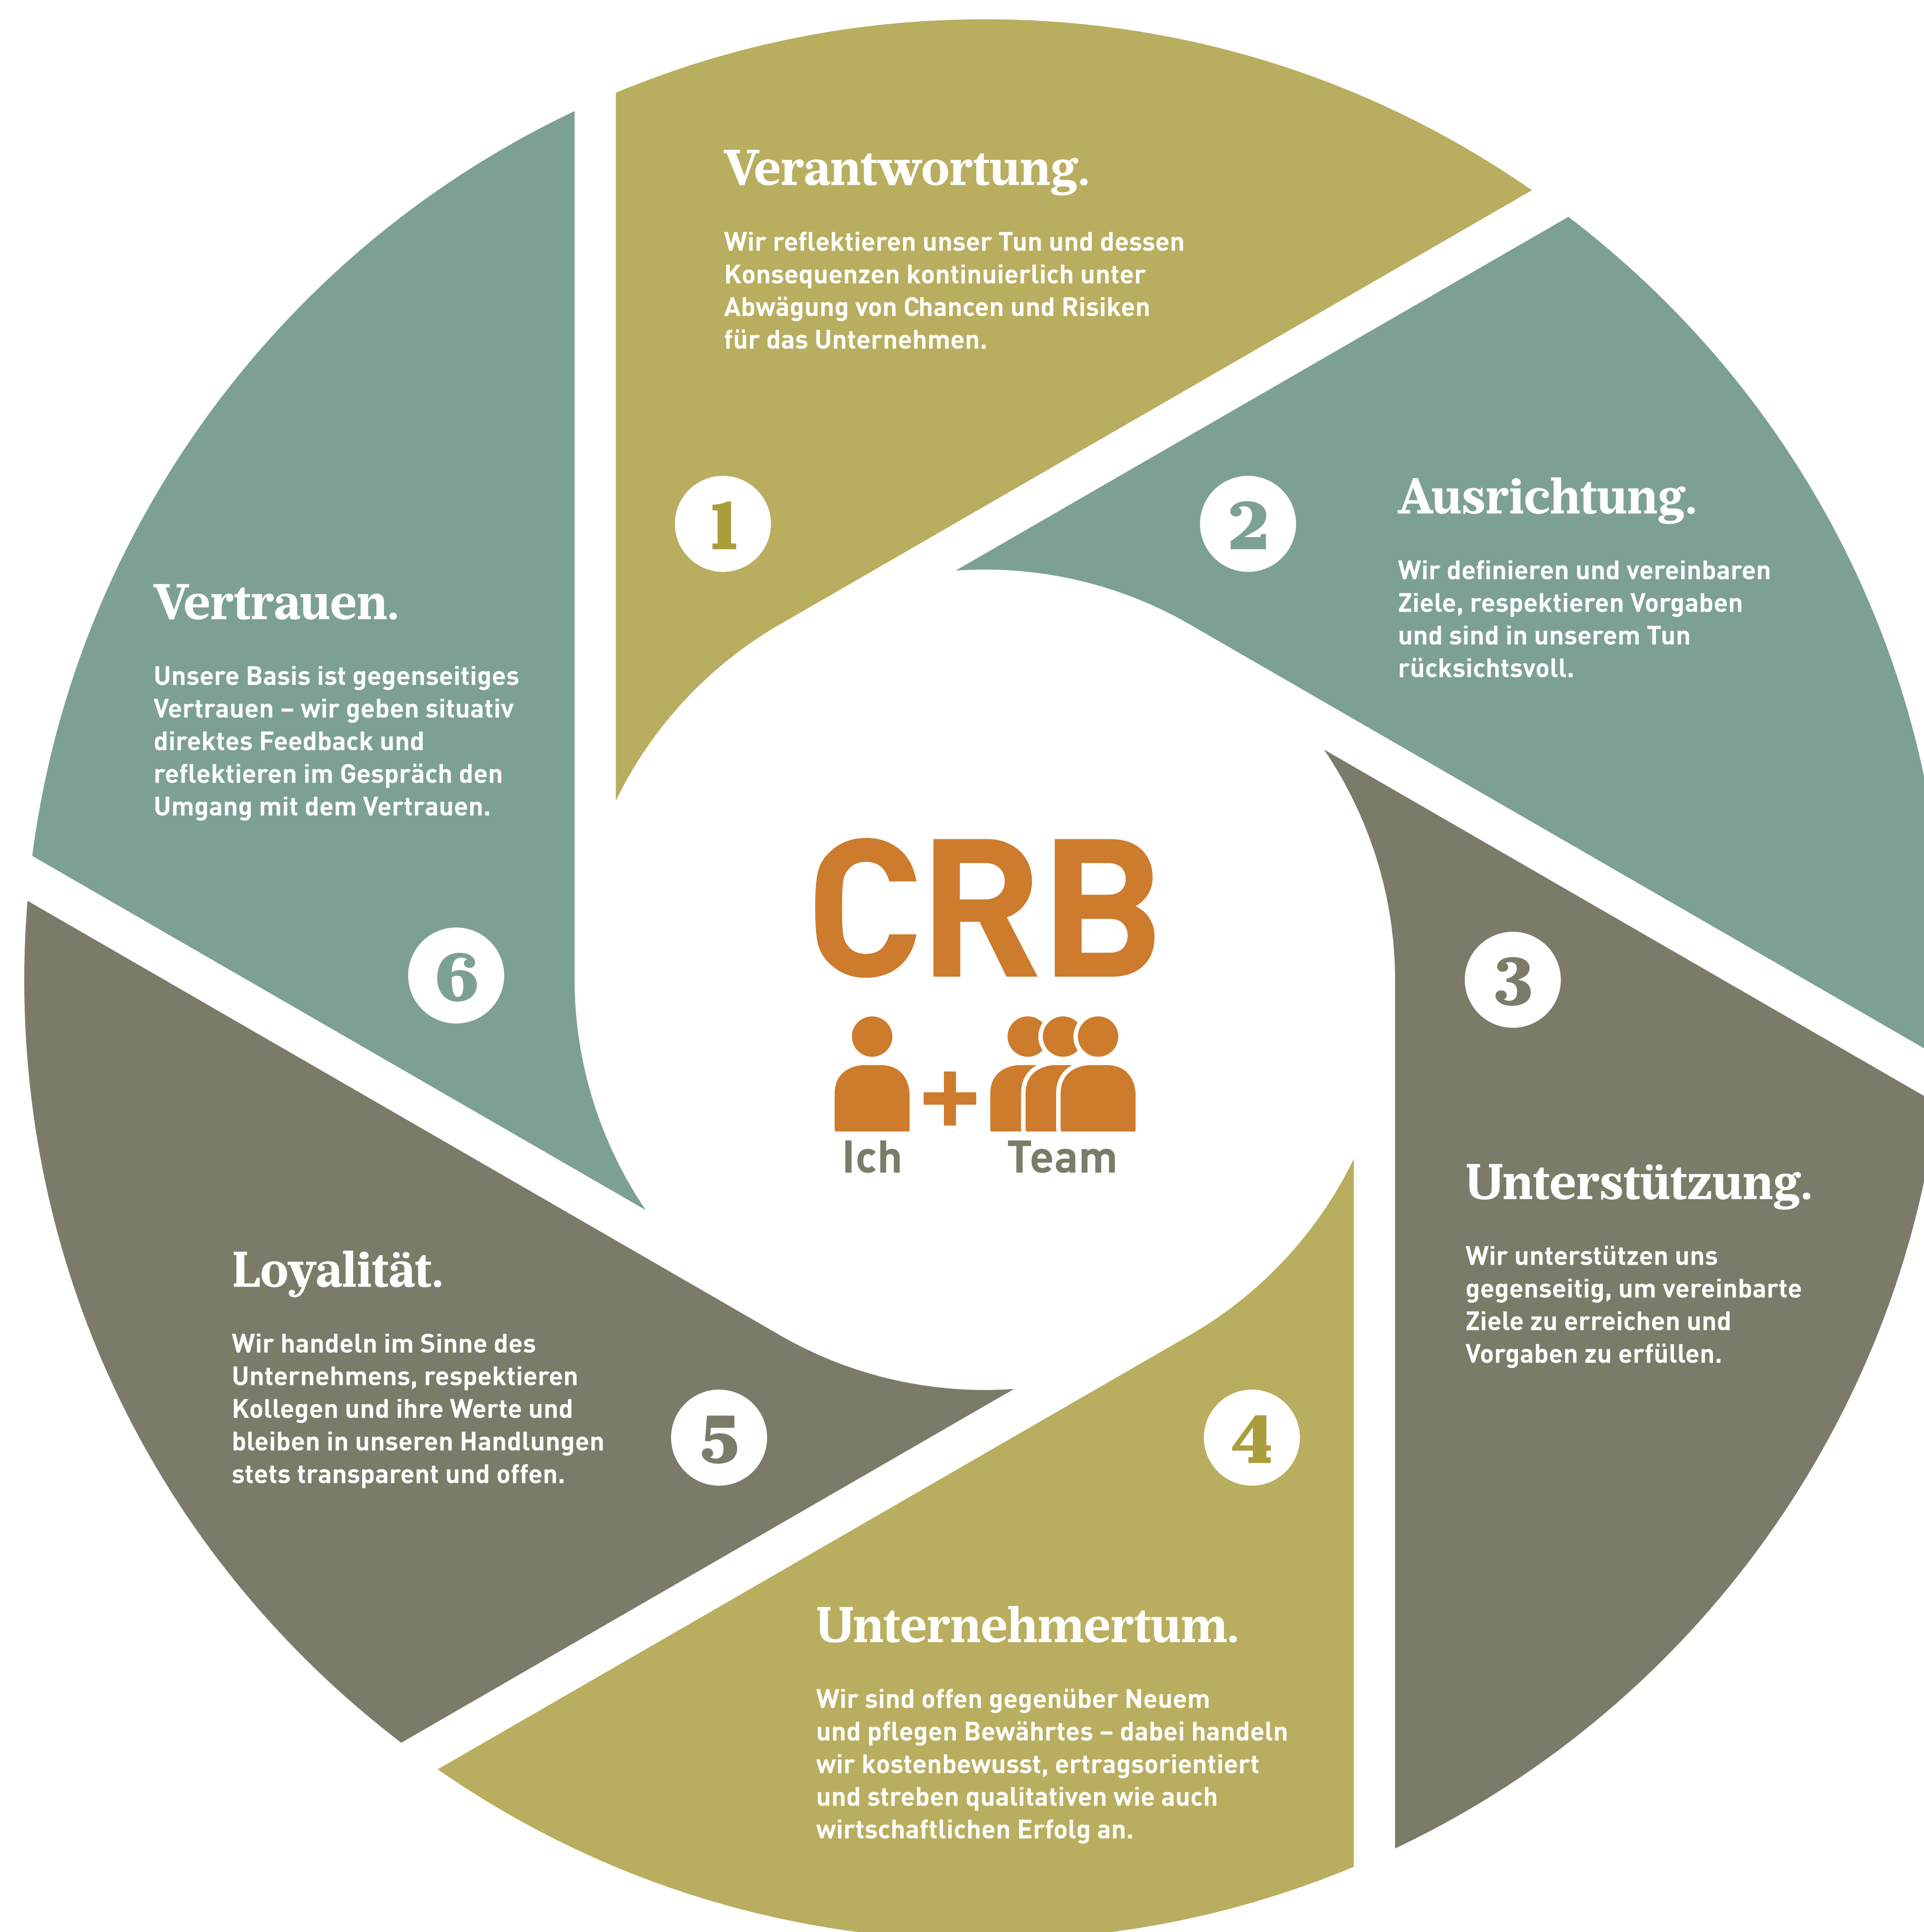 Verantwortung.
Wir reflektieren unser Tun und dessen
Konsequenzen kontinuierlich unter
Abwägung von Chancen und Risiken
für das Unternehmen.
1
2
Ausrichtung.
Wir definieren und vereinbaren
Ziele, respektieren Vorgaben
und sind in unserem Tun
rücksichtsvoll.
3
Unterstützung.
Wir unterstützen uns
gegenseitig, um vereinbarte
Ziele zu erreichen und
Vorgaben zu erfüllen.
4
Unternehmertum.
Wir sind offen gegenüber Neuem
und pflegen Bewährtes – dabei handeln
wir kostenbewusst, ertragsorientiert
und streben qualitativen wie auch
wirtschaftlichen Erfolg an.
5
Loyalität.
Wir handeln im Sinne des
Unternehmens, respektieren
Kollegen und ihre Werte und
bleiben in unseren Handlungen
stets transparent und offen.
6
Vertrauen.
Unsere Basis ist gegenseitiges
Vertrauen – wir geben situativ
direktes Feedback und
reflektieren im Gespräch den
Umgang mit dem Vertrauen.
CRB
+
Ich Team